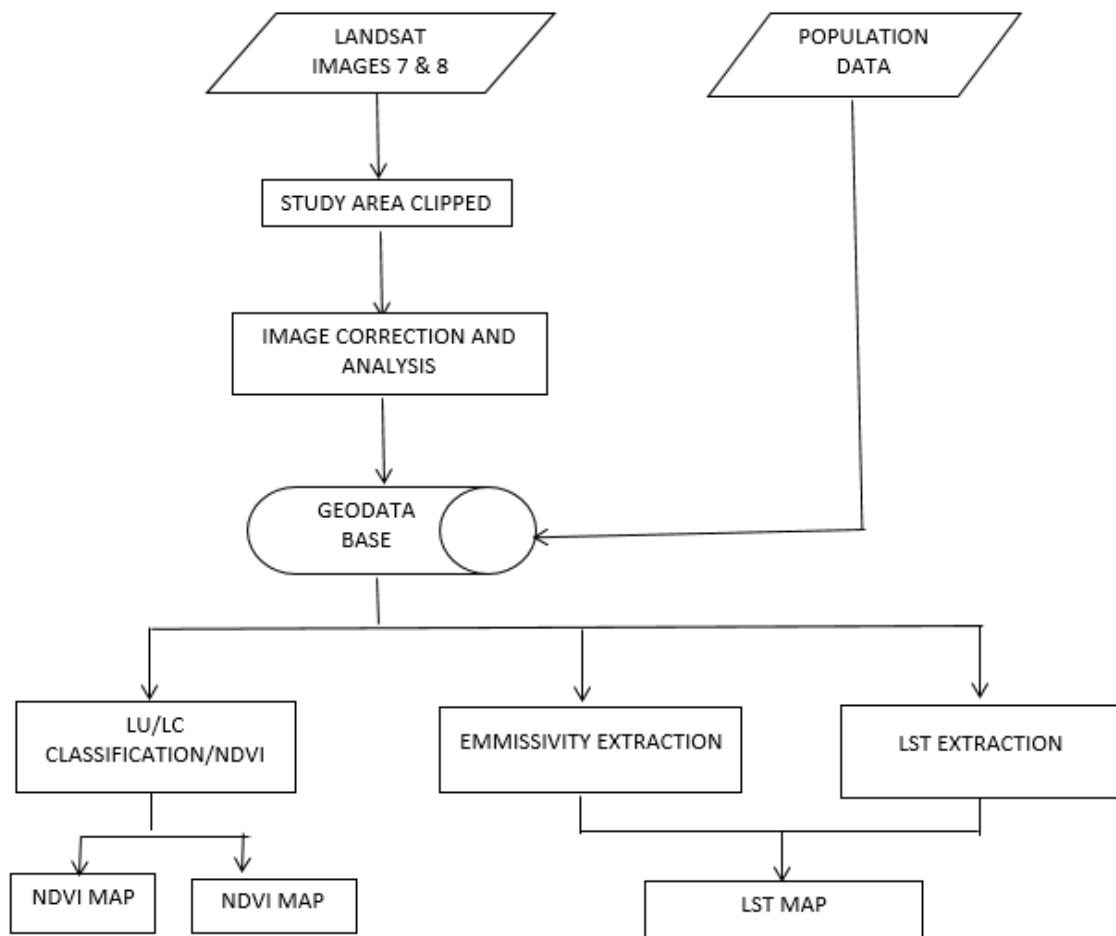 LANDSAT
IMAGES 7 & 8
POPULATION
DATA
STUDY AREA CLIPPED
IMAGE CORRECTION AND
ANALYSIS
GEODATA
BASE
LU/LC
CLASSIFICATION/NDVI
EMMISSIVITY EXTRACTION
LST EXTRACTION
NDVI MAP
NDVI MAP
LST MAP